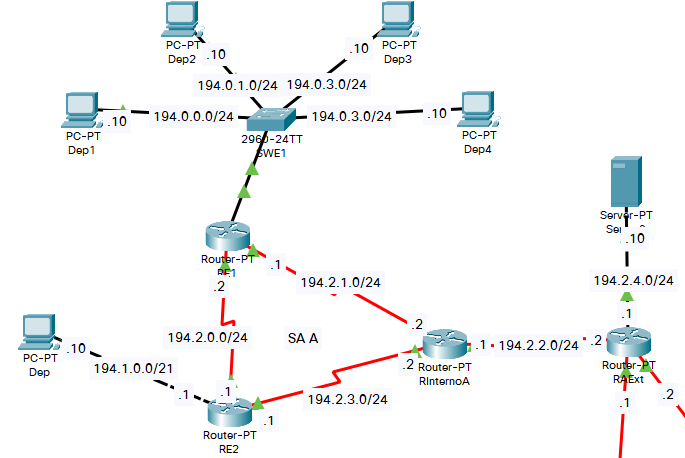 PC-PT
Dep2
.10
PC-PT
Dep3
.10
194.0.1.0/24
194.0.3.0/24
PC-PT
Dep1
.10
194.0.0.0/24
194.0.3.0/24
.10
PC-PT
Dep4
2960-24TT
SWE1
Server-PT
.10
194.2.4.0/24
.1
Router-PT
RE1
.1
.2
194.2.1.0/24
.2
194.2.0.0/24
SA A
PC-PT
Dep
.10
194.1.0.0/21
.1
.1
Router-PT
RE2
.1
194.2.3.0/24
.2
Router-PT
RInternoA
.1
194.2.2.0/24
.2
Router-PT
RAExt
.1
.2